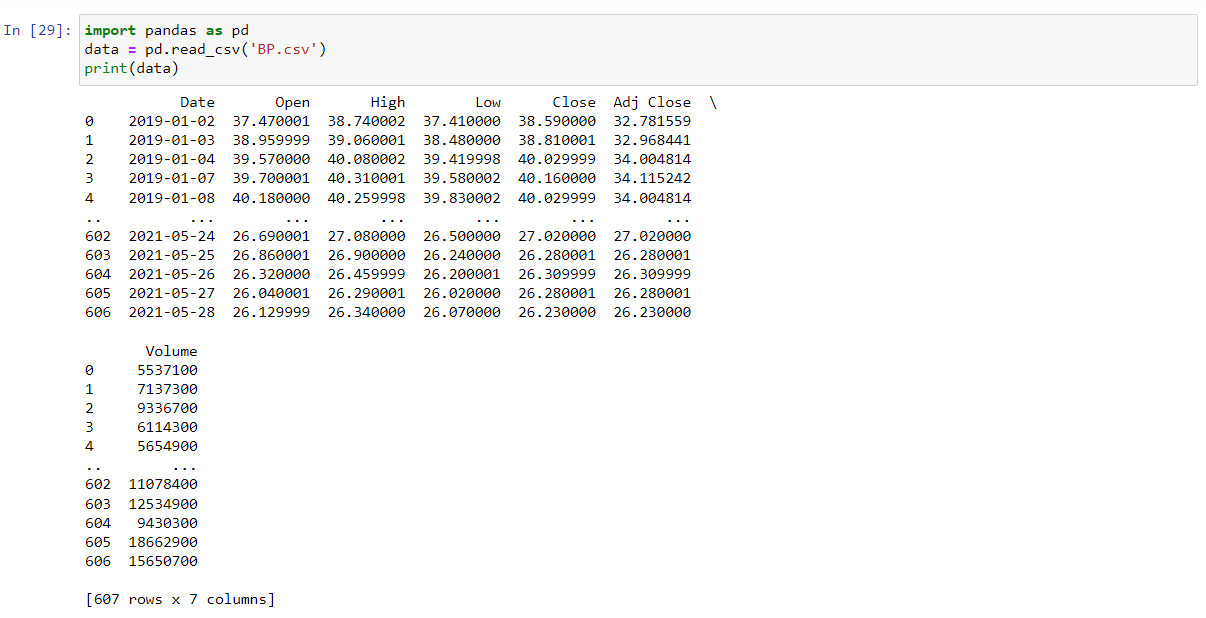 In [29]: import pandas as pd
data = pd.read_csv('BP.csv')
print(data)
Date Open High Low Close Adj Close \
0 2019-01-02 37.470001 38.740002 37.410000 38.590000 32.781559
1 2019-01-03 38.959999 39.060001 38.480000 38.810001 32.968441
2 2019-01-04 39.570000 40.080002 39.419998 40.029999 34.004814
3 2019-01-07 39.700001 40.310001 39.580002 40.160000 34.115242
4 2019-01-08 40.180000 40.259998 39.830002 40.029999 34.004814
.. ... ... ... ... ... ...
602 2021-05-24 26.690001 27.080000 26.500000 27.020000 27.020000
603 2021-05-25 26.860001 26.900000 26.240000 26.280001 26.280001
604 2021-05-26 26.320000 26.459999 26.200001 26.309999 26.309999
605 2021-05-27 26.040001 26.290001 26.020000 26.280001 26.280001
606 2021-05-28 26.129999 26.340000 26.070000 26.230000 26.230000
Volume
0 5537100
1 7137300
2 9336700
3 6114300
4 5654900
.. ...
602 11078400
603 12534900
604 9430300
605 18662900
606 15650700
[607 rows x 7 columns]